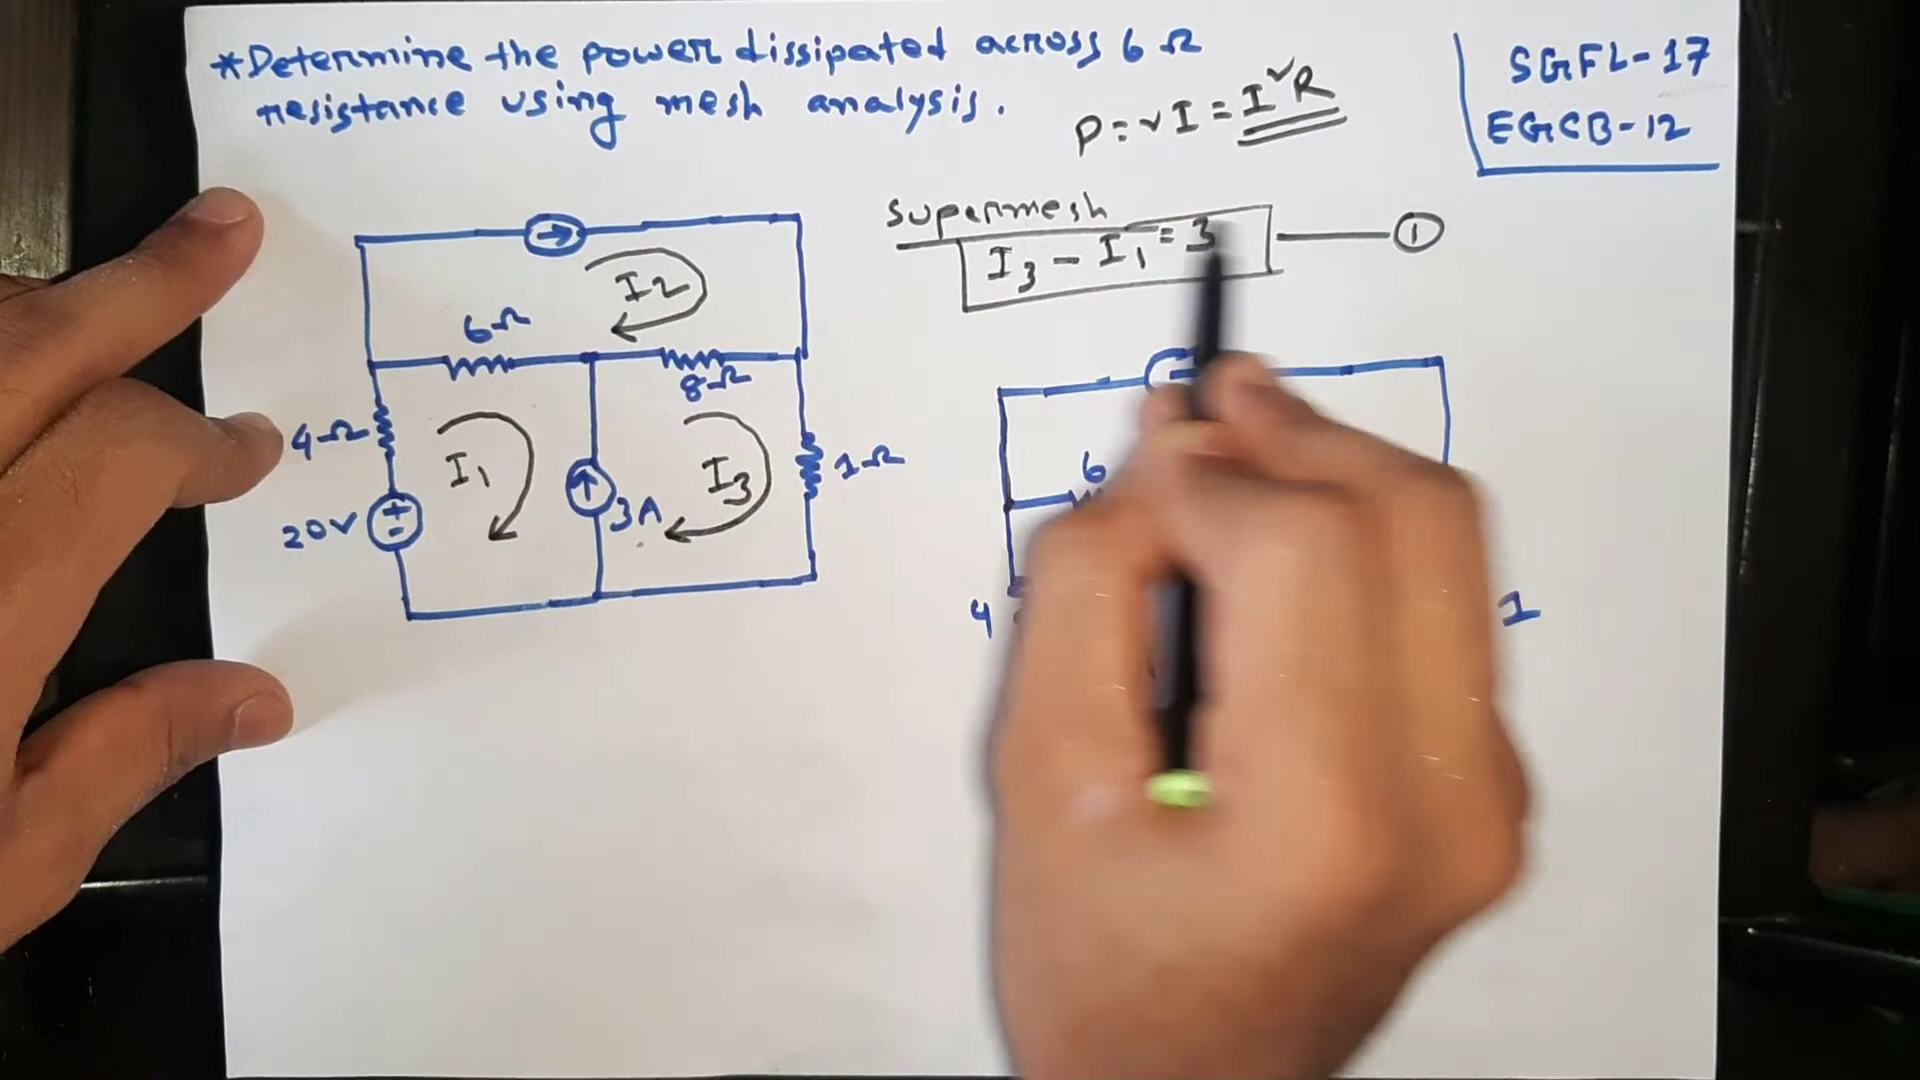 *Determine the power dissipated across 6 Ω
resistance using mesh analysis.
P = VI = I²R
SGFL-17
EGCB-12
Supermesh
I3 - I1 = 3
1
I2
6Ω
8Ω
4Ω
I1
I3
1Ω
20V
+
-
3A
6
4
1